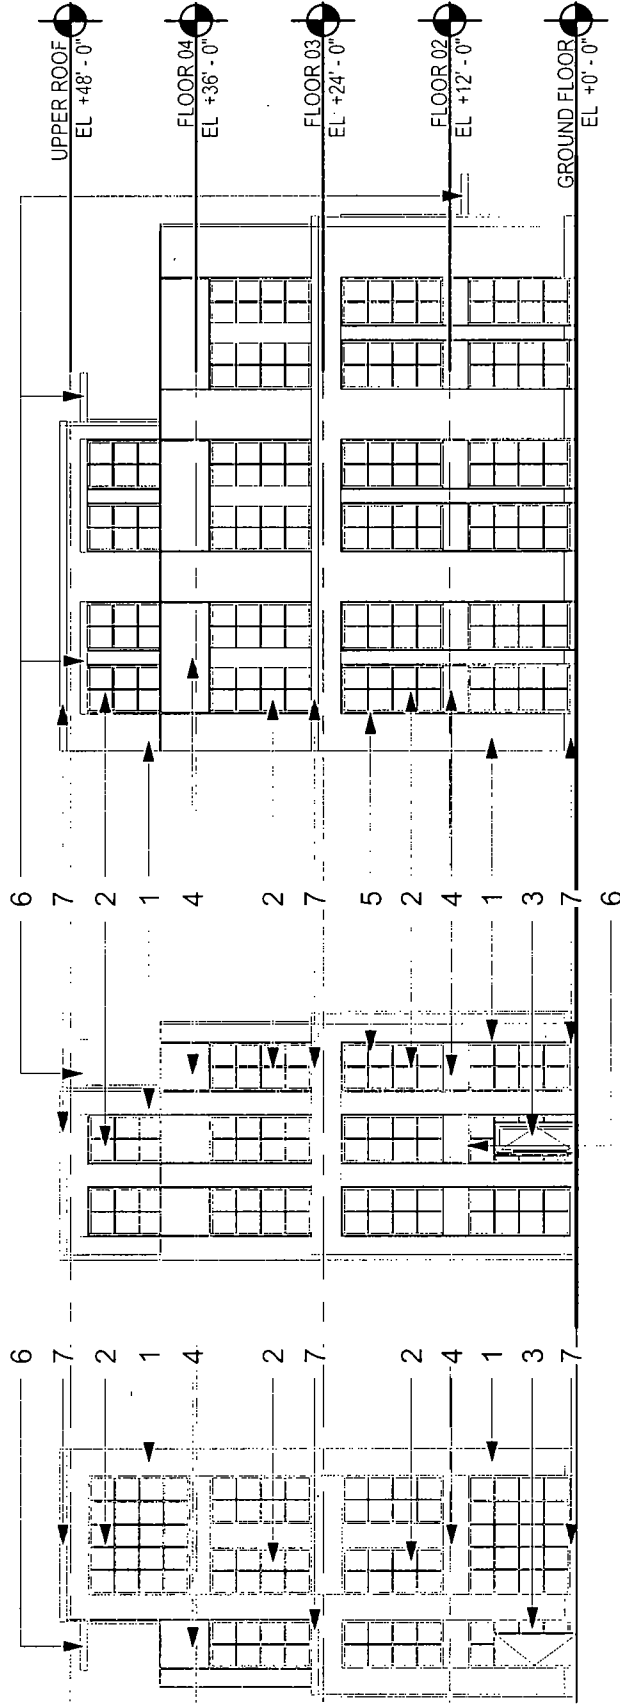 UPPER ROOF
EL +48' - 0"
FLOOR 04
EL +36' - 0"
FLOOR 03
EL +24' - 0"
FLOOR 02
EL +12' - 0"
GROUND FLOOR
EL +0' - 0"
6
7
2
1
4
2
7
5
2
4
1
3
7
6
6
7
2
1
4
2
7
2
4
1
3
7